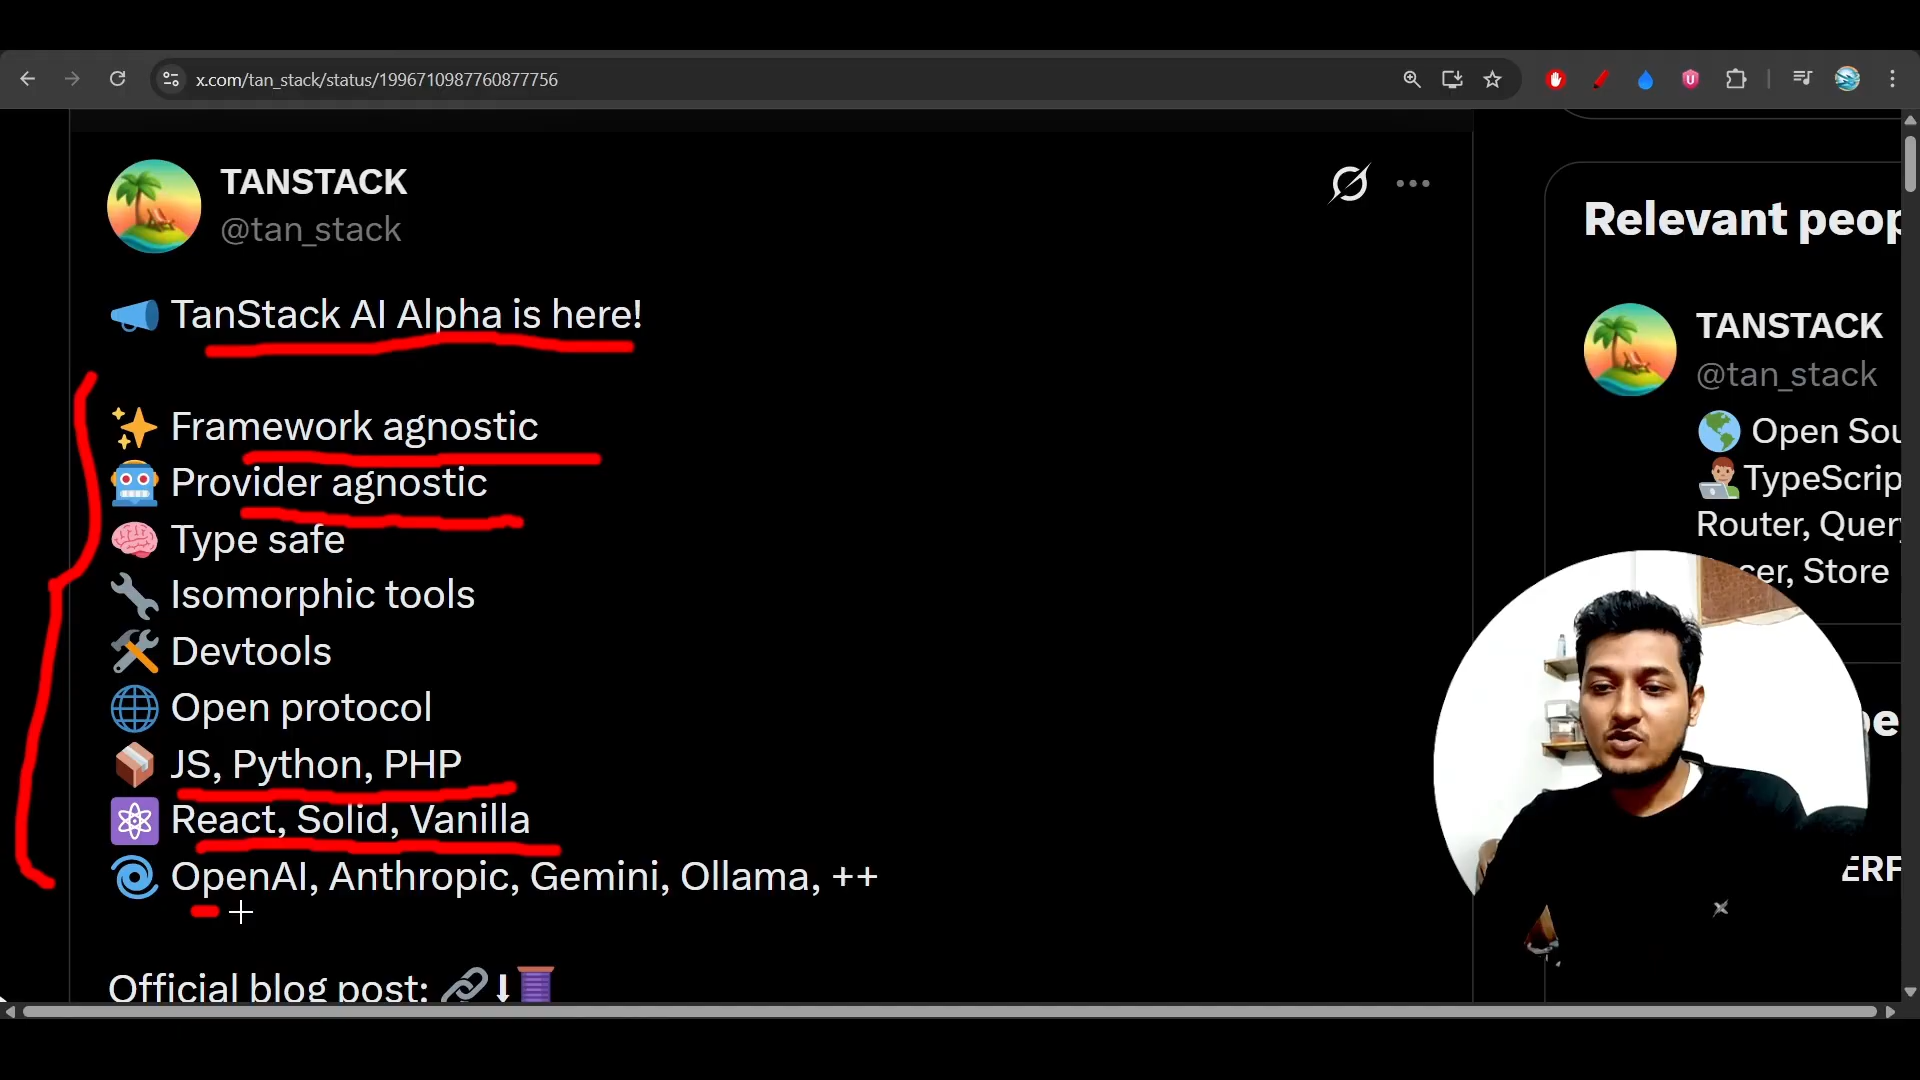 x.com/tan_stack/status/1996710987760877756
TANSTACK
@tan_stack
TanStack AI Alpha is here!
Framework agnostic
Provider agnostic
Type safe
Isomorphic tools
Devtools
Open protocol
JS, Python, PHP
React, Solid, Vanilla
OpenAI, Anthropic, Gemini, Ollama, ++
Official blog post:
Relevant peop
TANSTACK
@tan_stack
Open Sou
TypeScrip
Router, Query
cer, Store